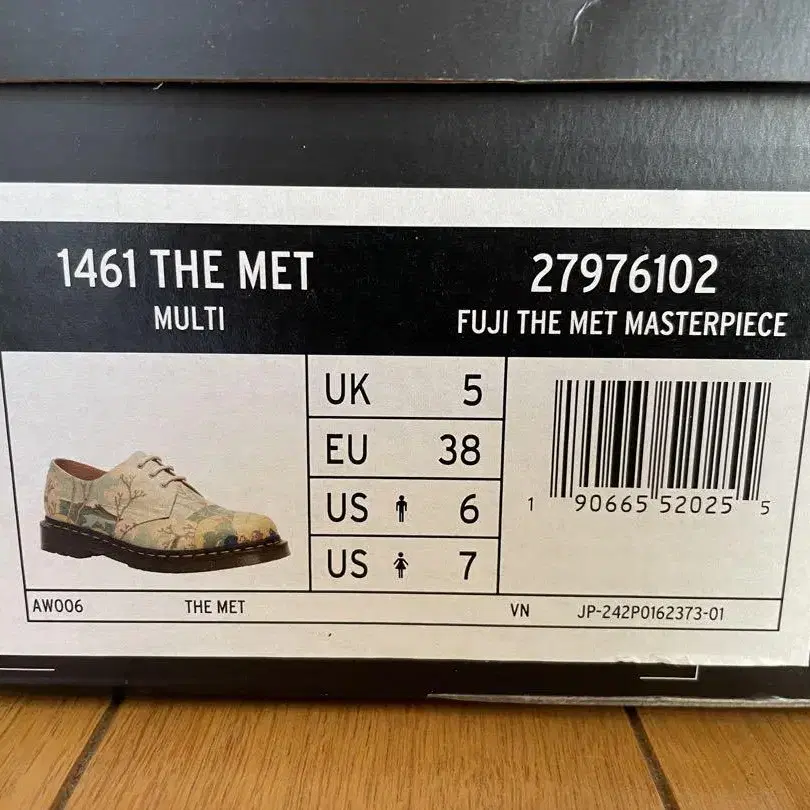 1461 THE MET
MULTI
27976102
FUJI THE MET MASTERPIECE
UK 5
EU 38
US 6
US 7
1 90665 52025 5
AW006 THE MET VN JP-242P0162373-01